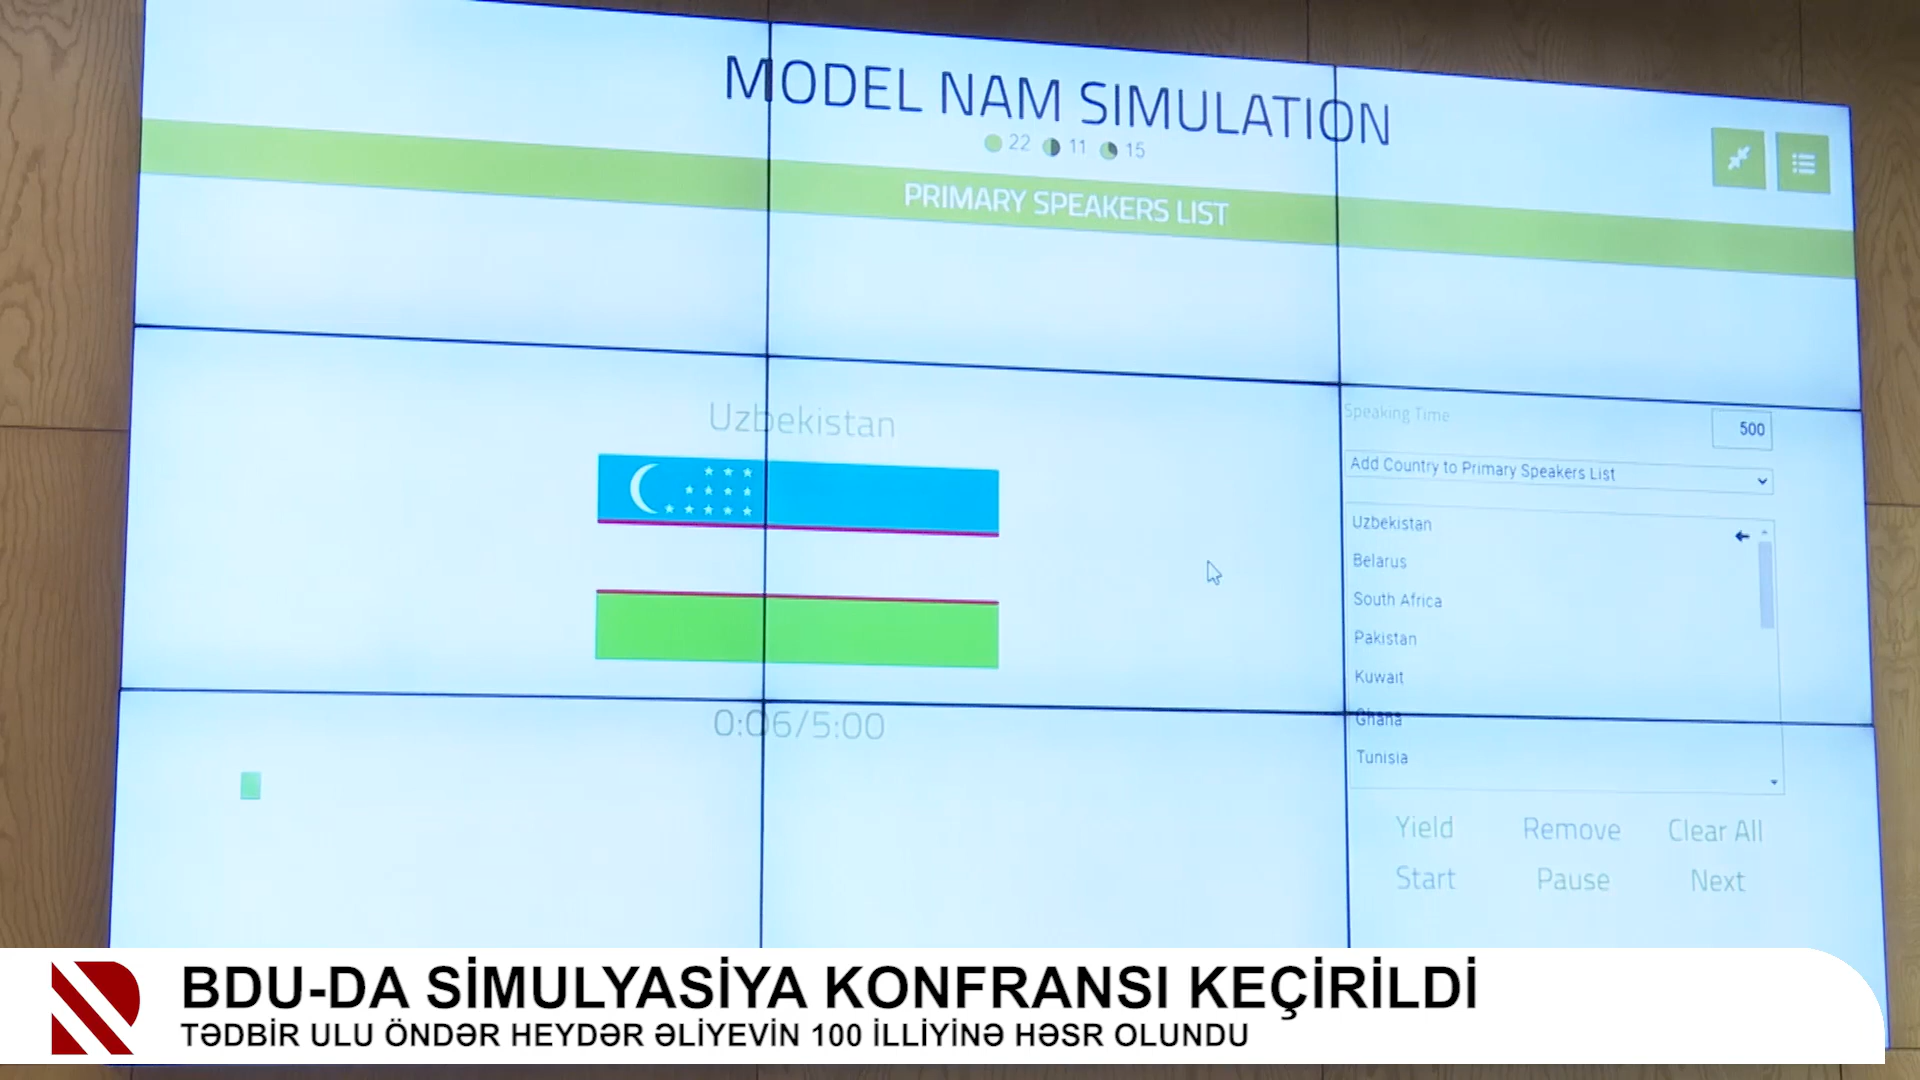 MODEL NAM SIMULATION
22 11 15
PRIMARY SPEAKERS LIST
Uzbekistan
0:06/5:00
Speaking Time
500
Add Country to Primary Speakers List
Uzbekistan
Belarus
South Africa
Pakistan
Kuwait
Ghana
Tunisia
Yield Remove Clear All
Start Pause Next
BDU-DA SİMULYASİYA KONFRANSI KEÇİRİLDİ
TƏDBİR ULU ÖNDƏR HEYDƏR ƏLİYEVİN 100 İLLİYİNƏ HƏSR OLUNDU